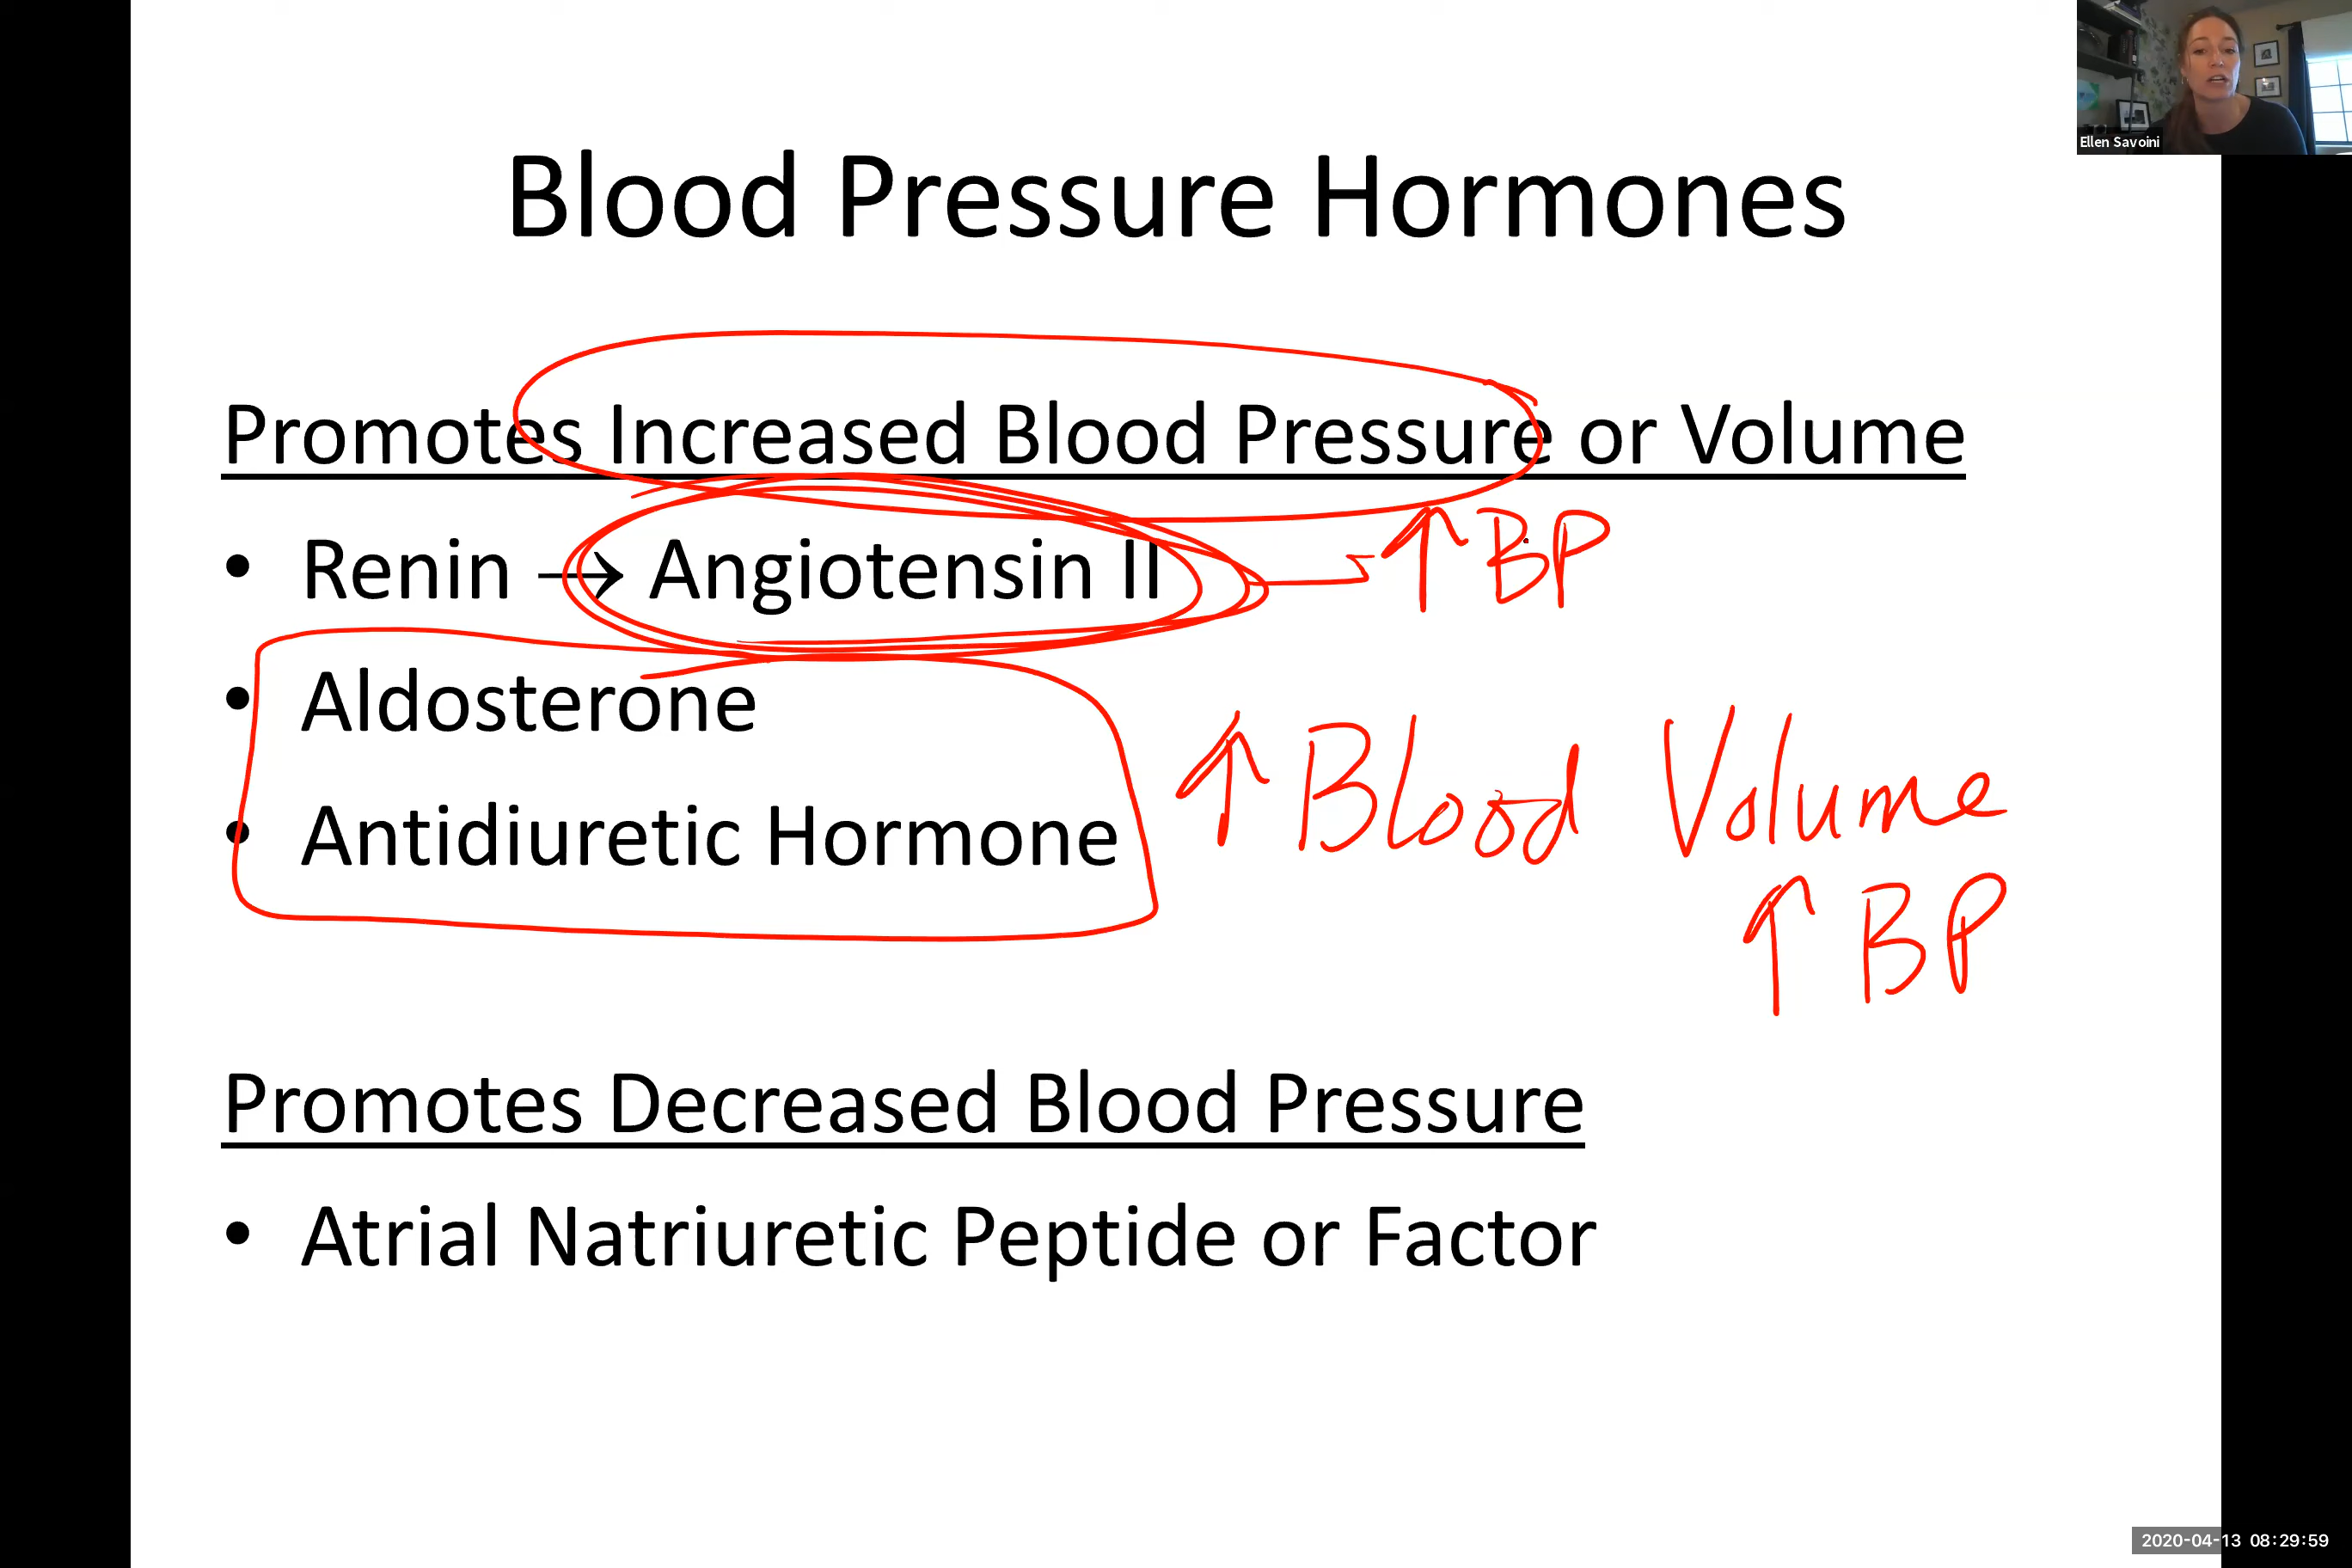 Ellen Savoini
Blood Pressure Hormones
Promotes Increased Blood Pressure or Volume
• Renin → Angiotensin II ↑ BP
• Aldosterone
↑ Blood Volume
• Antidiuretic Hormone
↑ BP
Promotes Decreased Blood Pressure
• Atrial Natriuretic Peptide or Factor
2020-04-13 08:29:59